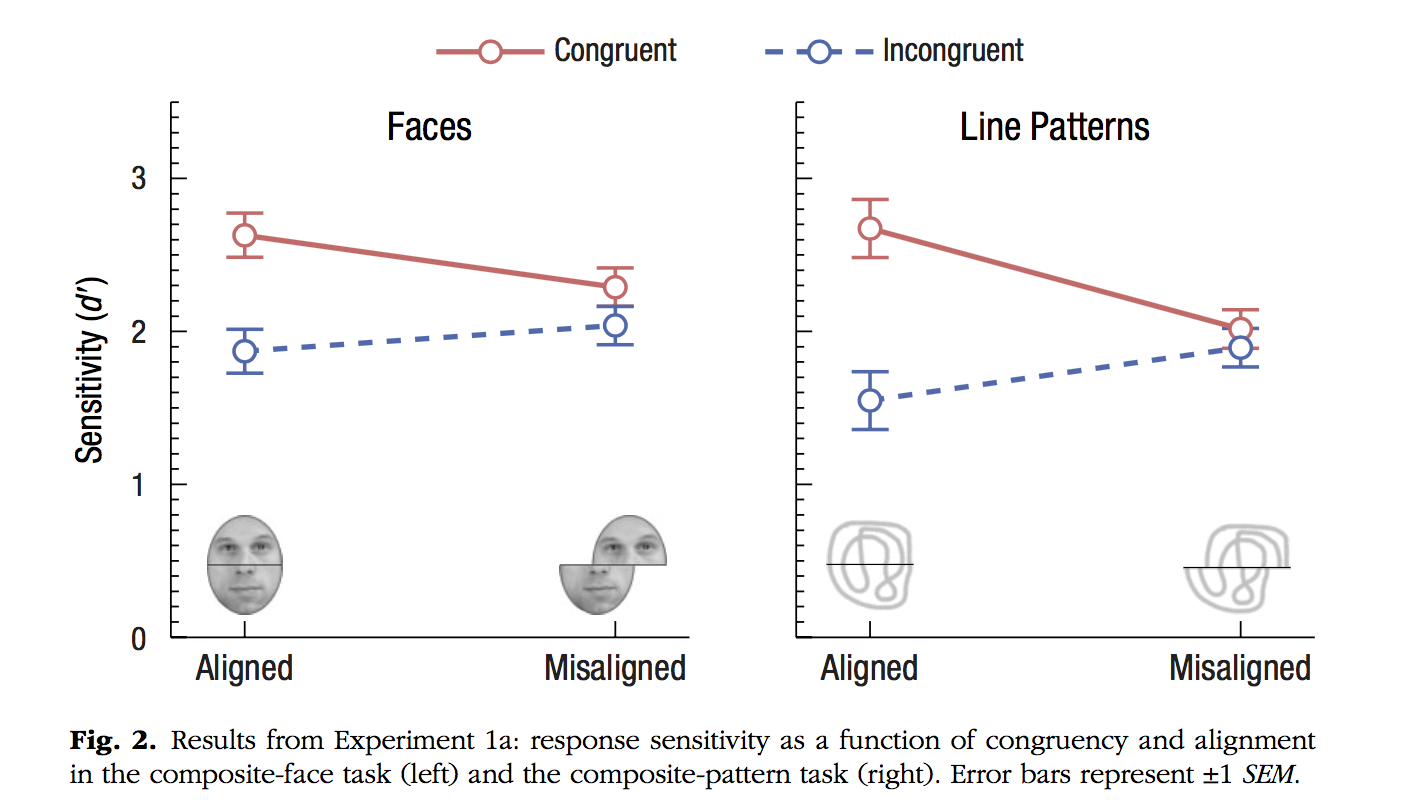 Congruent Incongruent
Faces Line Patterns
Sensitivity (d′)
3
2
1
0
Aligned Misaligned Aligned Misaligned
Fig. 2. Results from Experiment 1a: response sensitivity as a function of congruency and alignment
in the composite-face task (left) and the composite-pattern task (right). Error bars represent ±1 SEM.